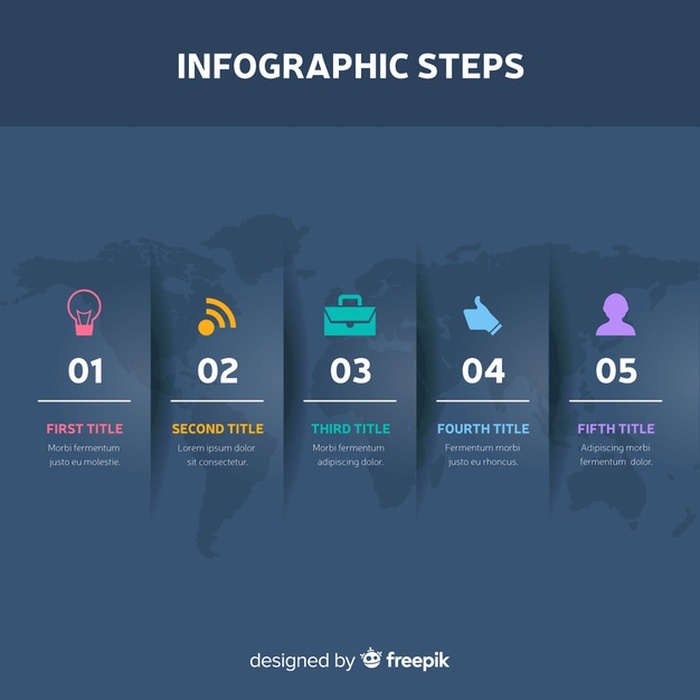 INFOGRAPHIC STEPS
01
FIRST TITLE
Morbi fermentum
justo eu molestie.
02
SECOND TITLE
Lorem ipsum dolor
sit consectetur.
03
THIRD TITLE
Morbi fermentum
adipiscing dolor.
04
FOURTH TITLE
Fermentum morbi
justo eu rhoncus.
05
FIFTH TITLE
Adipiscing morbi
fermentum dolor.
designed by freepik